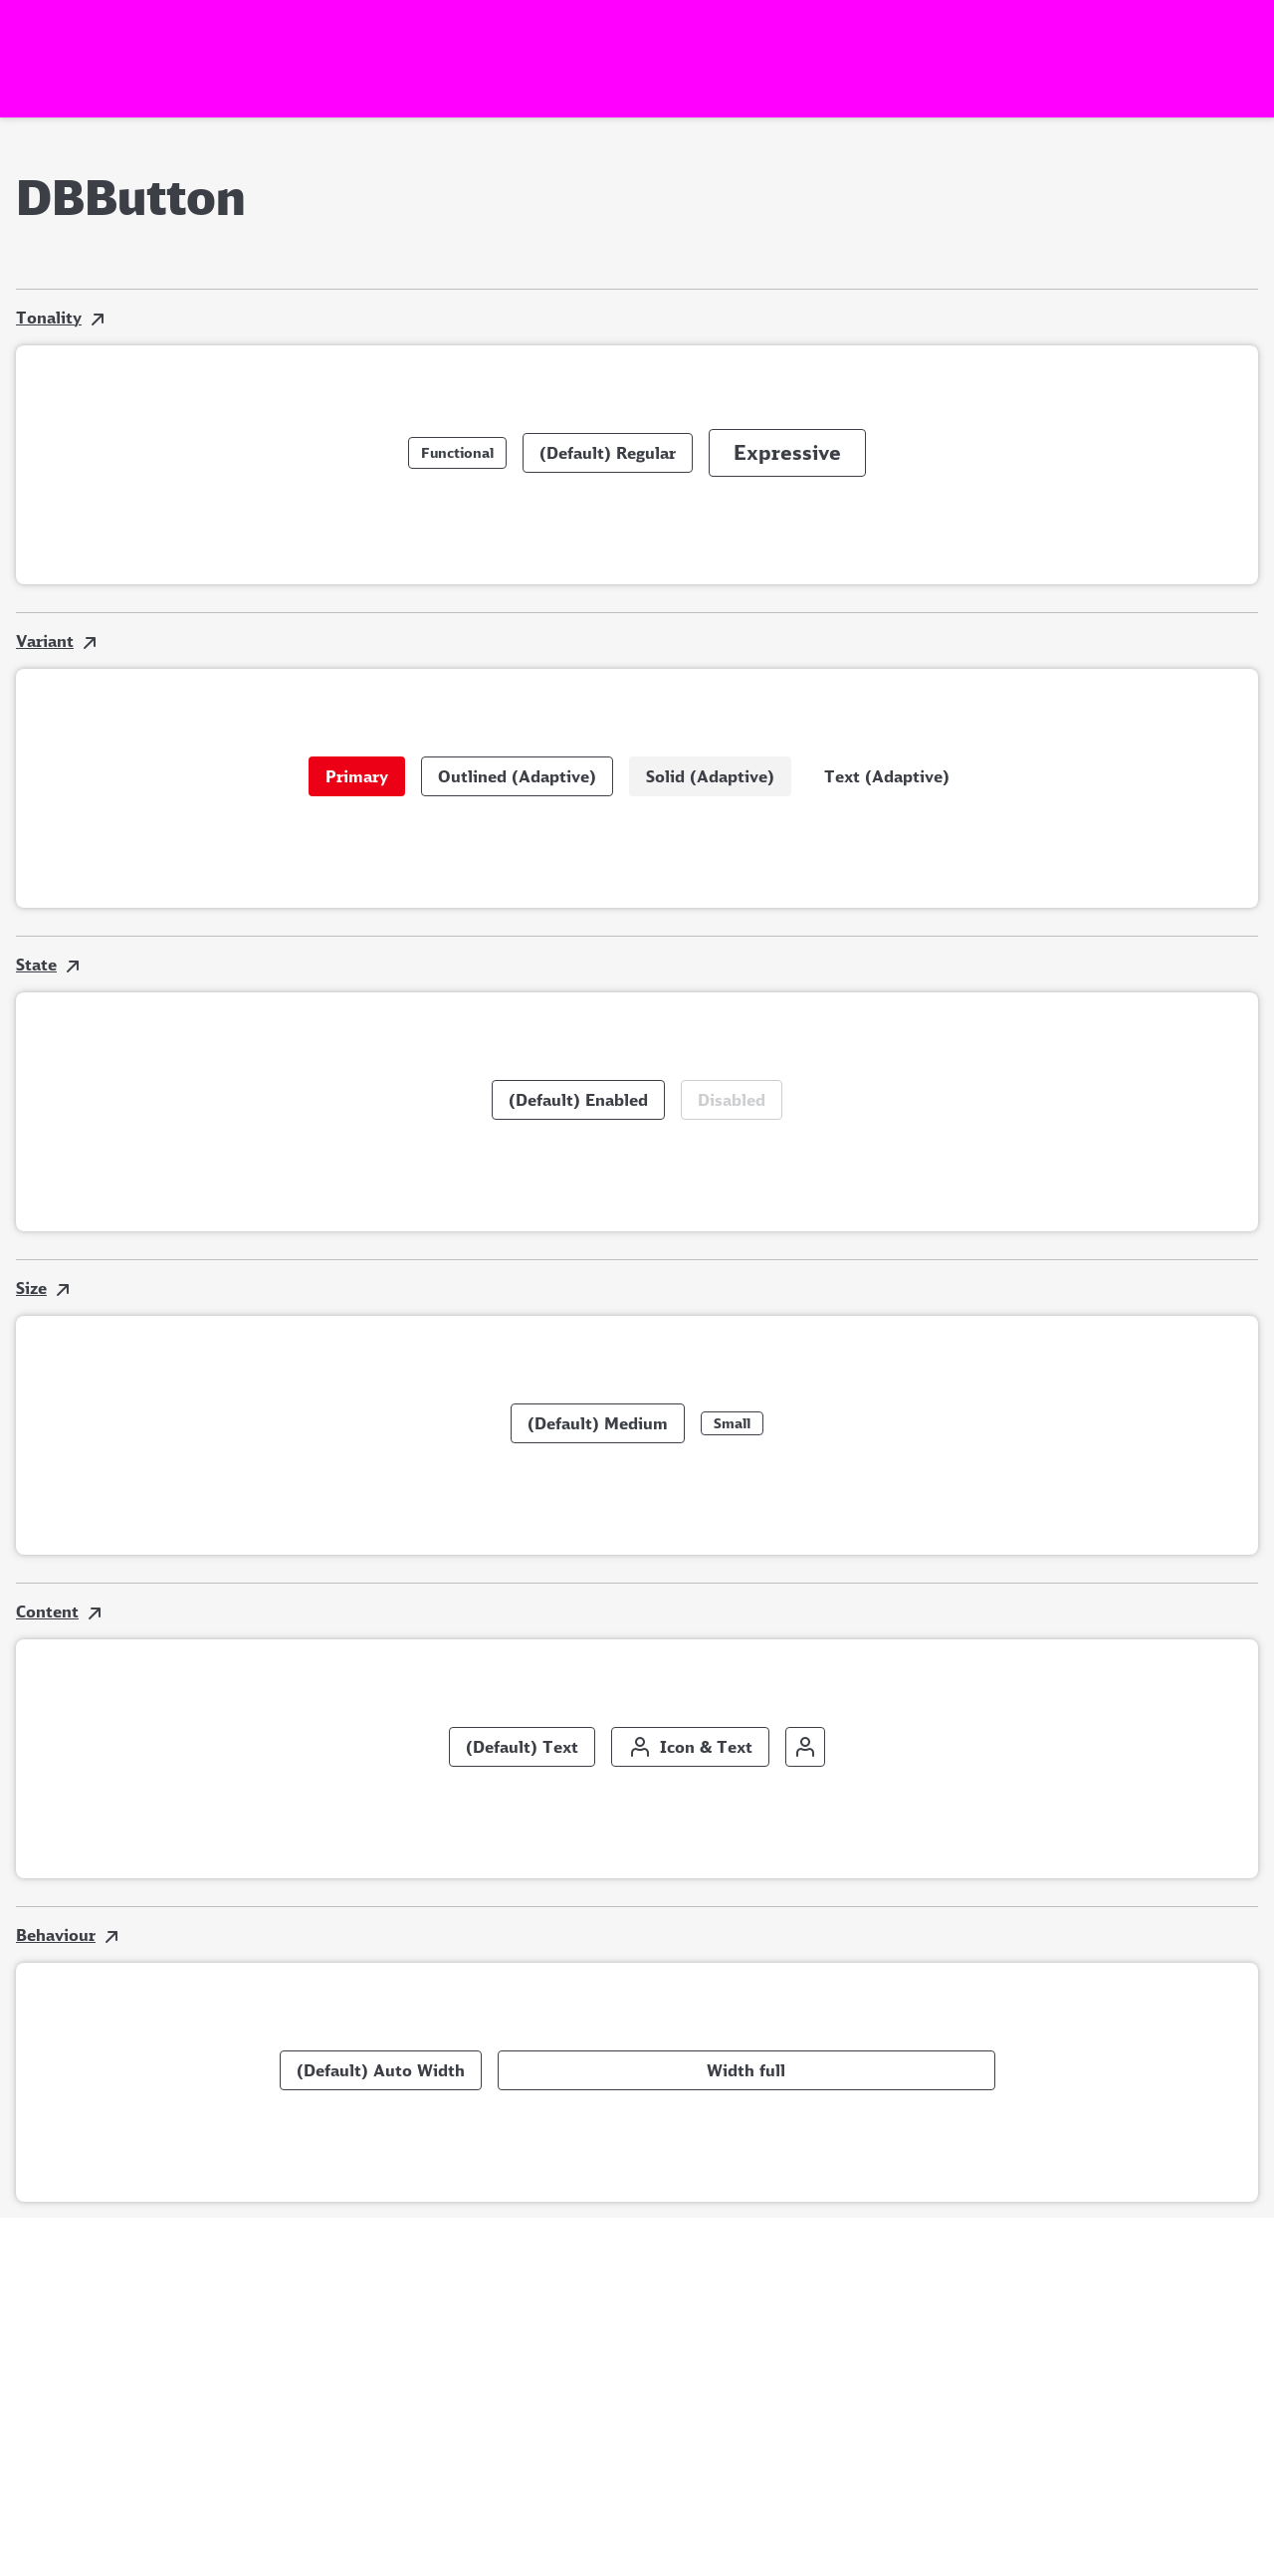 DBButton
Tonality
Functional (Default) Regular Expressive
Variant
Primary Outlined (Adaptive) Solid (Adaptive) Text (Adaptive)
State
(Default) Enabled Disabled
Size
(Default) Medium Small
Content
(Default) Text Icon & Text
Behaviour
(Default) Auto Width Width full